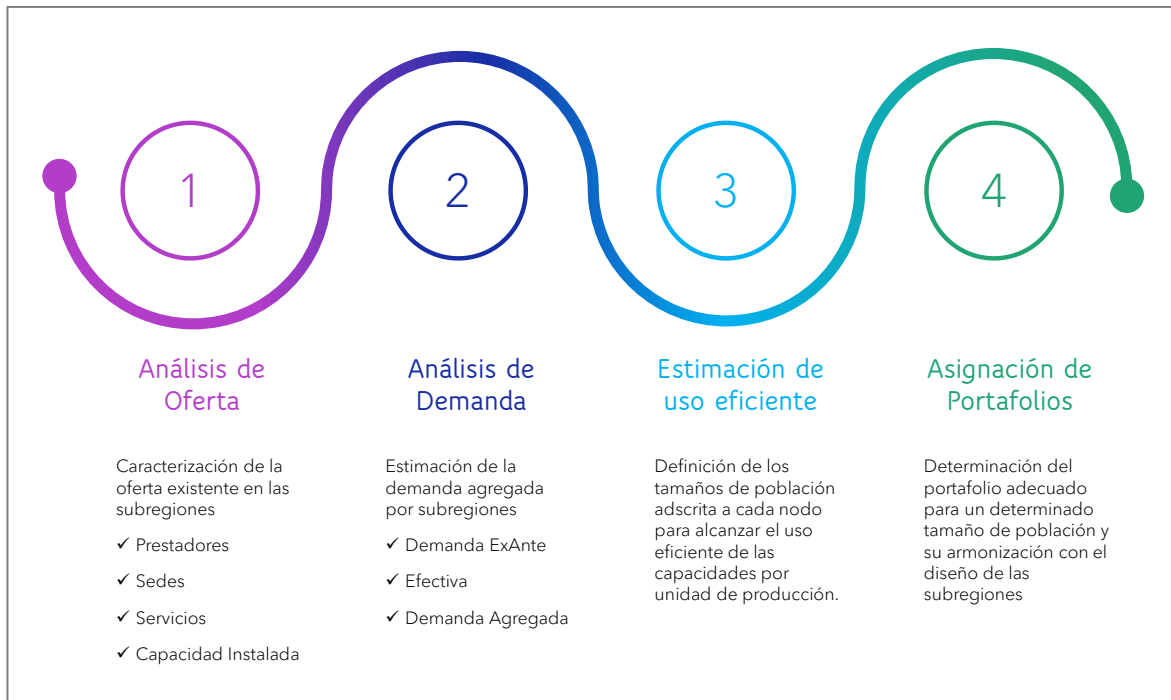 1
Análisis de
Oferta
Caracterización de la
oferta existente en las
subregiones
✓ Prestadores
✓ Sedes
✓ Servicios
✓ Capacidad Instalada
2
Análisis de
Demanda
Estimación de la
demanda agregada
por subregiones
✓ Demanda ExAnte
✓ Efectiva
✓ Demanda Agregada
3
Estimación de
uso eficiente
Definición de los
tamaños de población
adscrita a cada nodo
para alcanzar el uso
eficiente de las
capacidades por
unidad de producción.
4
Asignación de
Portafolios
Determinación del
portafolio adecuado
para un determinado
tamaño de población y
su armonización con el
diseño de las
subregiones